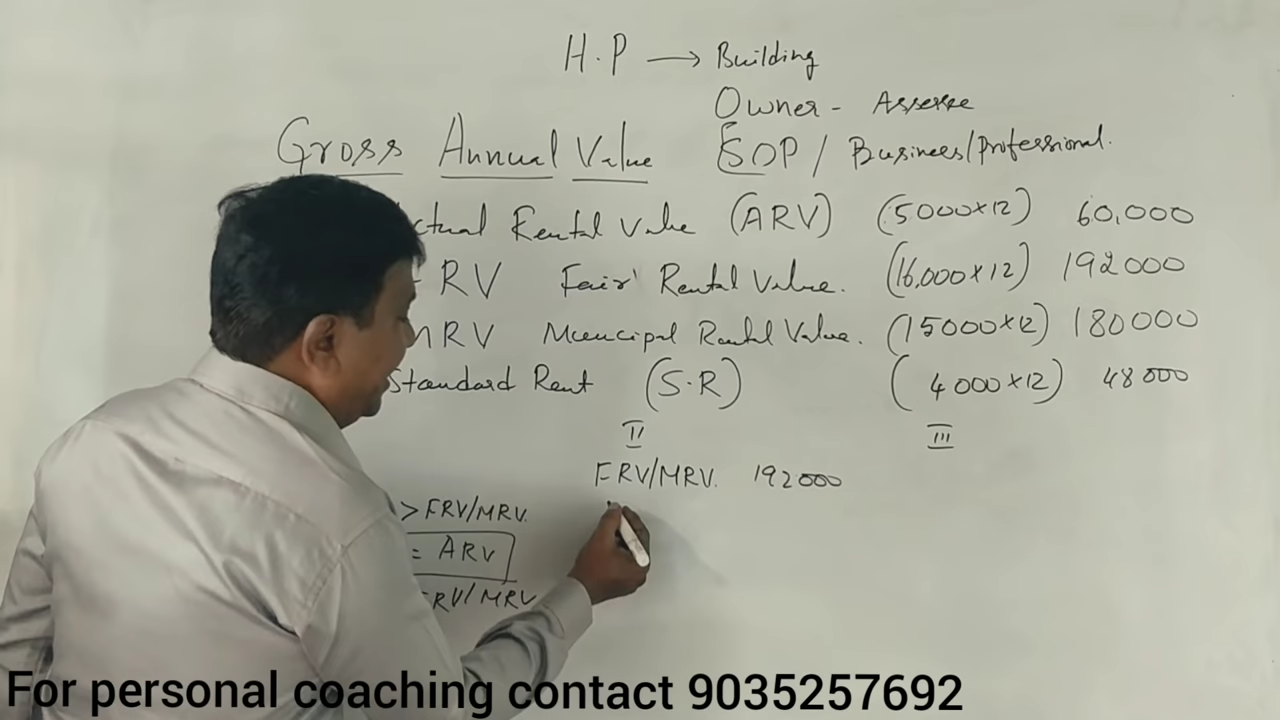 H.P → Building
Owner - Assessee
Gross Annual Value SOP / Business/Professional.
ctual Rental Value (ARV) (5000×12) 60,000
RV Fair Rental Value. (16,000×12) 192000
MRV Municipal Rental Value. (15000×12) 180000
Standard Rent (S.R) (4000×12) 48000
II III
FRV/MRV. 192000
> FRV/MRV.
= ARV
FRV/MRV
For personal coaching contact 9035257692